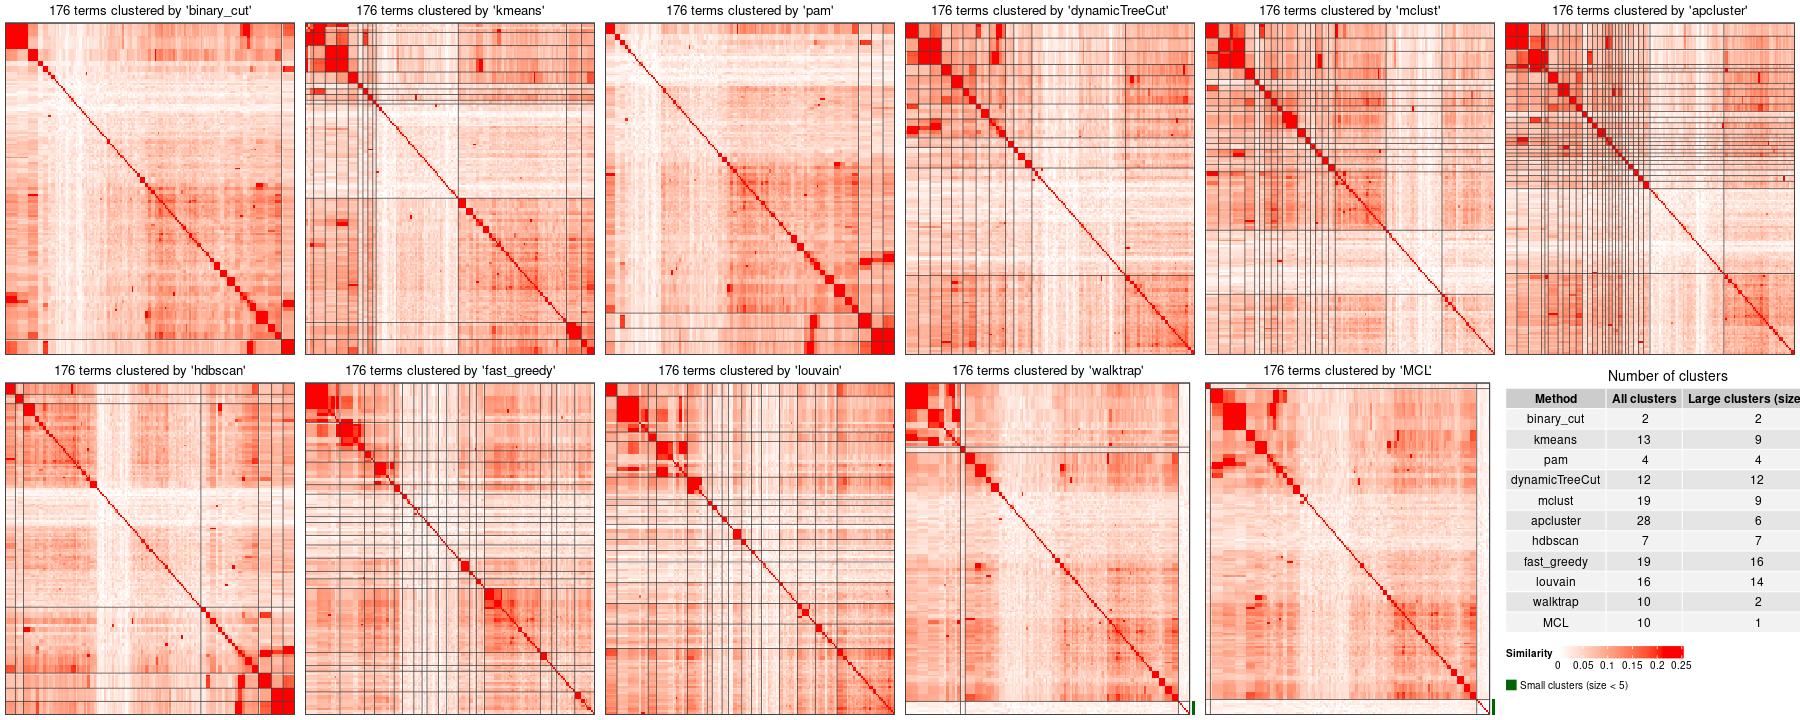 176 terms clustered by 'binary_cut'
176 terms clustered by 'kmeans'
176 terms clustered by 'pam'
176 terms clustered by 'dynamicTreeCut'
176 terms clustered by 'mclust'
176 terms clustered by 'apcluster'
176 terms clustered by 'hdbscan'
176 terms clustered by 'fast_greedy'
176 terms clustered by 'louvain'
176 terms clustered by 'walktrap'
176 terms clustered by 'MCL'
Number of clusters
Method All clusters Large clusters (size
binary_cut 2 2
kmeans 13 9
pam 4 4
dynamicTreeCut 12 12
mclust 19 9
apcluster 28 6
hdbscan 7 7
fast_greedy 19 16
louvain 16 14
walktrap 10 2
MCL 10 1
Similarity
0 0.05 0.1 0.15 0.2 0.25
Small clusters (size < 5)